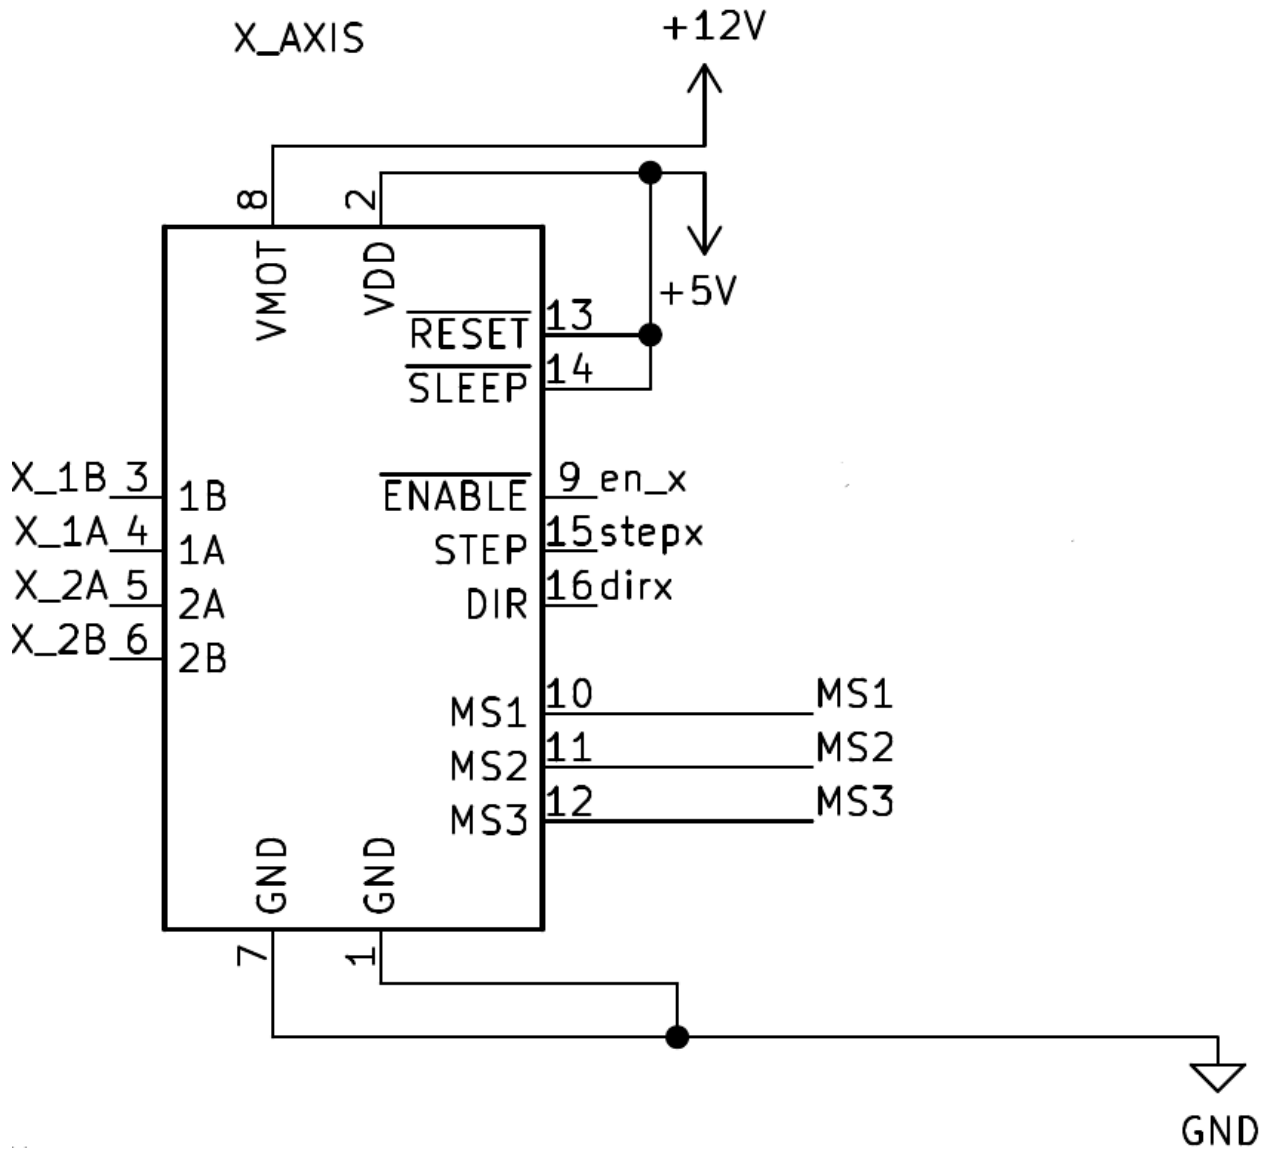 X_AXIS
+12V
8
2
VMOT
VDD
+5V
RESET
13
SLEEP
14
X_1B 3
1B
ENABLE
9 en_x
X_1A 4
1A
STEP
15 stepx
X_2A 5
2A
DIR
16 dirx
X_2B 6
2B
MS1
10
MS1
MS2
11
MS2
MS3
12
MS3
GND
GND
7
1
GND